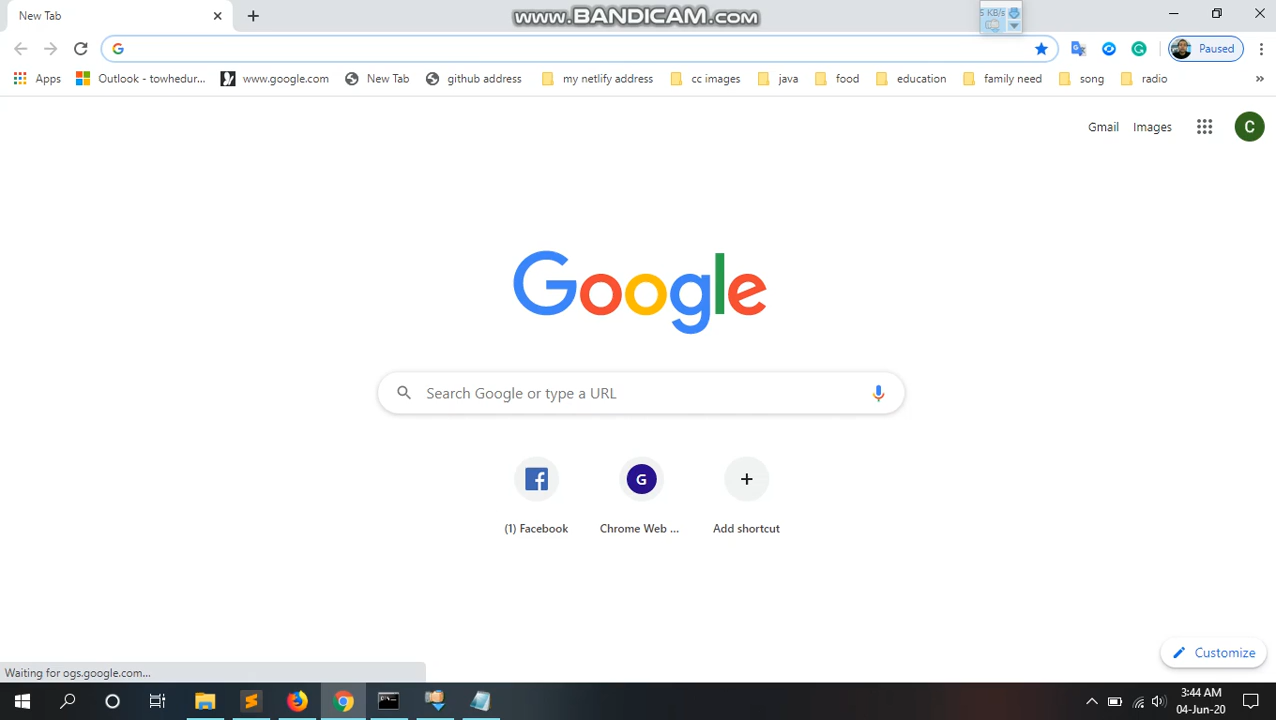 New Tab
www.BANDICAM.com
5 KB/s
Paused
Apps
Outlook - towhedur...
www.google.com
New Tab
github address
my netlify address
cc images
java
food
education
family need
song
radio
»
Gmail
Images
C
Google
Search Google or type a URL
G
(1) Facebook
Chrome Web ...
Add shortcut
Customize
Waiting for ogs.google.com...
3:44 AM
04-Jun-20